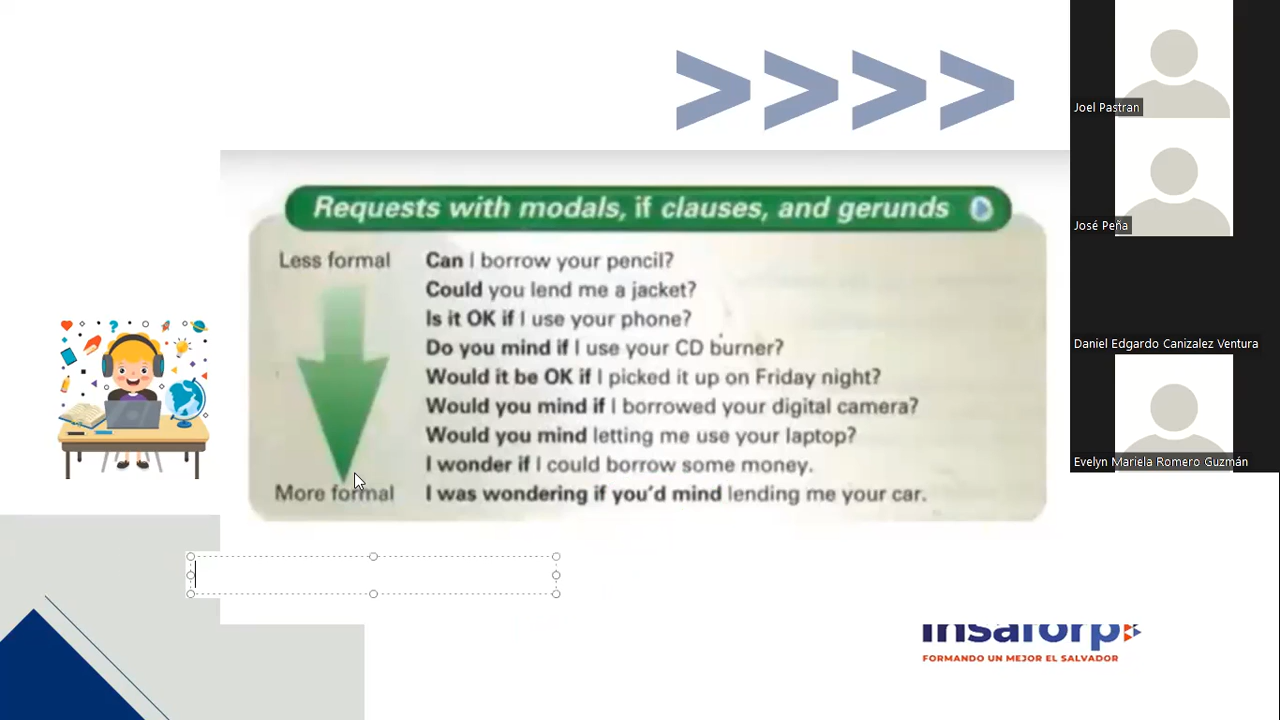 >>>>
Requests with modals, if clauses, and gerunds
Less formal
Can I borrow your pencil?
Could you lend me a jacket?
Is it OK if I use your phone?
Do you mind if I use your CD burner?
Would it be OK if I picked it up on Friday night?
Would you mind if I borrowed your digital camera?
Would you mind letting me use your laptop?
I wonder if I could borrow some money.
More formal
I was wondering if you'd mind lending me your car.
Insaforp
FORMANDO UN MEJOR EL SALVADOR
Joel Pastran
José Peña
Daniel Edgardo Canizalez Ventura
Evelyn Mariela Romero Guzmán